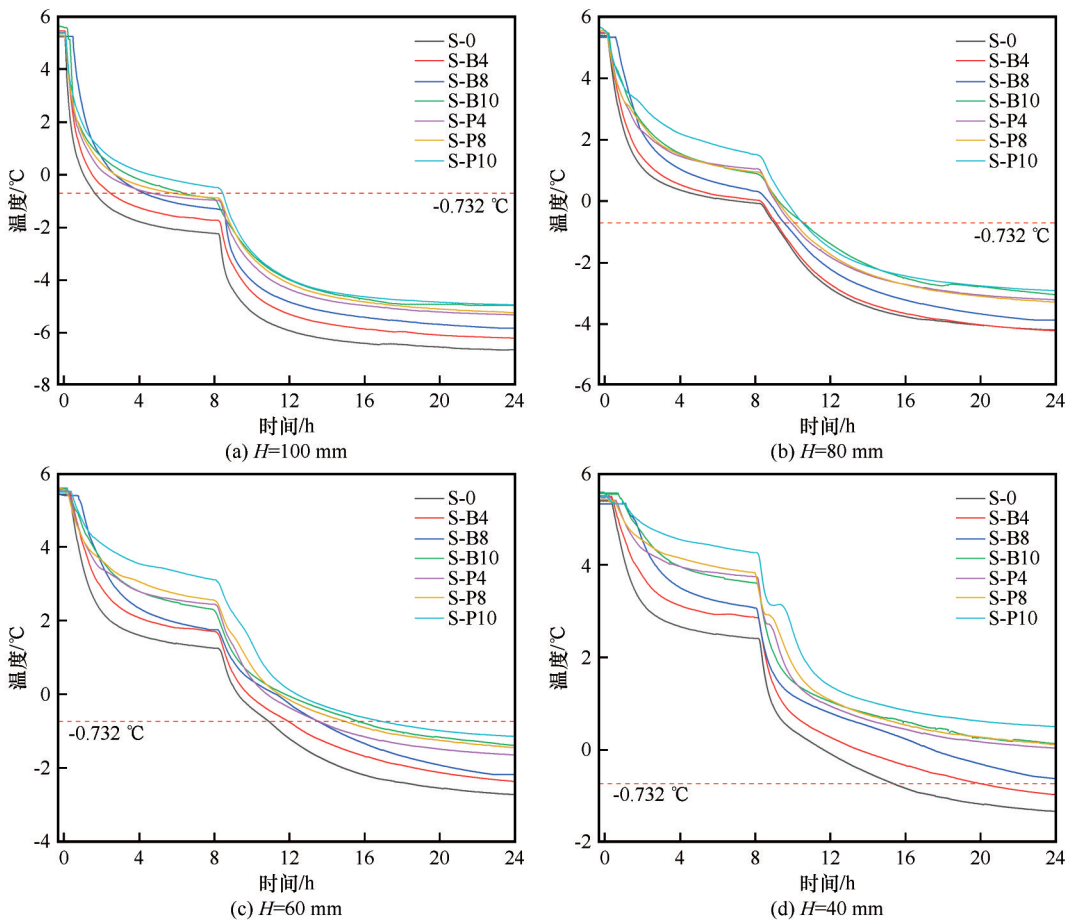 6
4
2
0
-2
-4
-6
-8
温度/℃
S-0
S-B4
S-B8
S-B10
S-P4
S-P8
S-P10
-0.732 ℃
0 4 8 12 16 20 24
时间/h
(a) H=100 mm
6
4
2
0
-2
-4
-6
温度/℃
S-0
S-B4
S-B8
S-B10
S-P4
S-P8
S-P10
-0.732 ℃
0 4 8 12 16 20 24
时间/h
(b) H=80 mm
6
4
2
0
-2
-4
温度/℃
S-0
S-B4
S-B8
S-B10
S-P4
S-P8
S-P10
-0.732 ℃
0 4 8 12 16 20 24
时间/h
(c) H=60 mm
6
4
2
0
-2
温度/℃
S-0
S-B4
S-B8
S-B10
S-P4
S-P8
S-P10
-0.732 ℃
0 4 8 12 16 20 24
时间/h
(d) H=40 mm